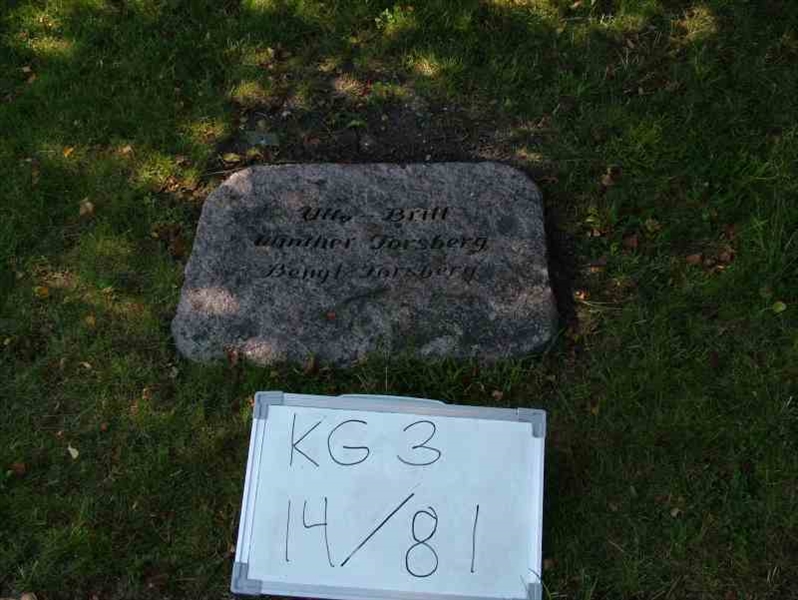 Ulla-Britt
Günther Forsberg
Bengt Forsberg
KG 3
14/81